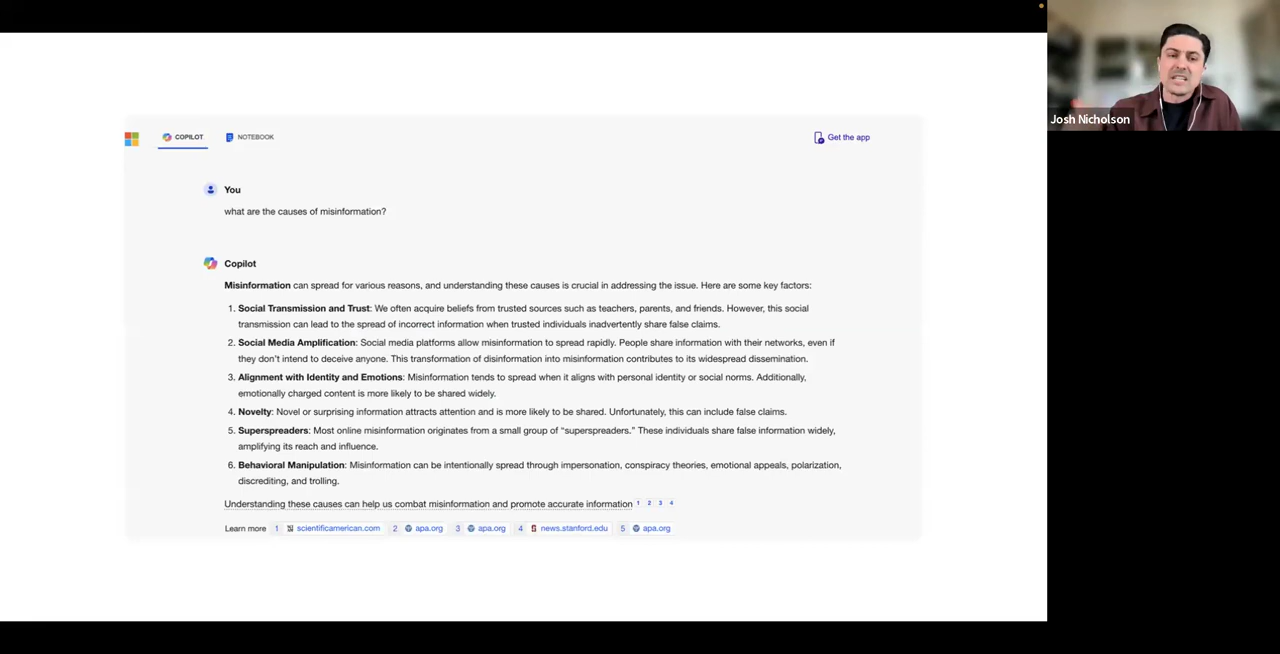 COPILOT
NOTEBOOK
Get the app
Josh Nicholson
You
what are the causes of misinformation?
Copilot
Misinformation can spread for various reasons, and understanding these causes is crucial in addressing the issue. Here are some key factors:
1. Social Transmission and Trust: We often acquire beliefs from trusted sources such as teachers, parents, and friends. However, this social
transmission can lead to the spread of incorrect information when trusted individuals inadvertently share false claims.
2. Social Media Amplification: Social media platforms allow misinformation to spread rapidly. People share information with their networks, even if
they don't intend to deceive anyone. This transformation of disinformation into misinformation contributes to its widespread dissemination.
3. Alignment with Identity and Emotions: Misinformation tends to spread when it aligns with personal identity or social norms. Additionally,
emotionally charged content is more likely to be shared widely.
4. Novelty: Novel or surprising information attracts attention and is more likely to be shared. Unfortunately, this can include false claims.
5. Superspreaders: Most online misinformation originates from a small group of “superspreaders.” These individuals share false information widely,
amplifying its reach and influence.
6. Behavioral Manipulation: Misinformation can be intentionally spread through impersonation, conspiracy theories, emotional appeals, polarization,
discrediting, and trolling.
Understanding these causes can help us combat misinformation and promote accurate information 1 2 3 4
Learn more 1 scientificamerican.com 2 apa.org 3 apa.org 4 news.stanford.edu 5 apa.org